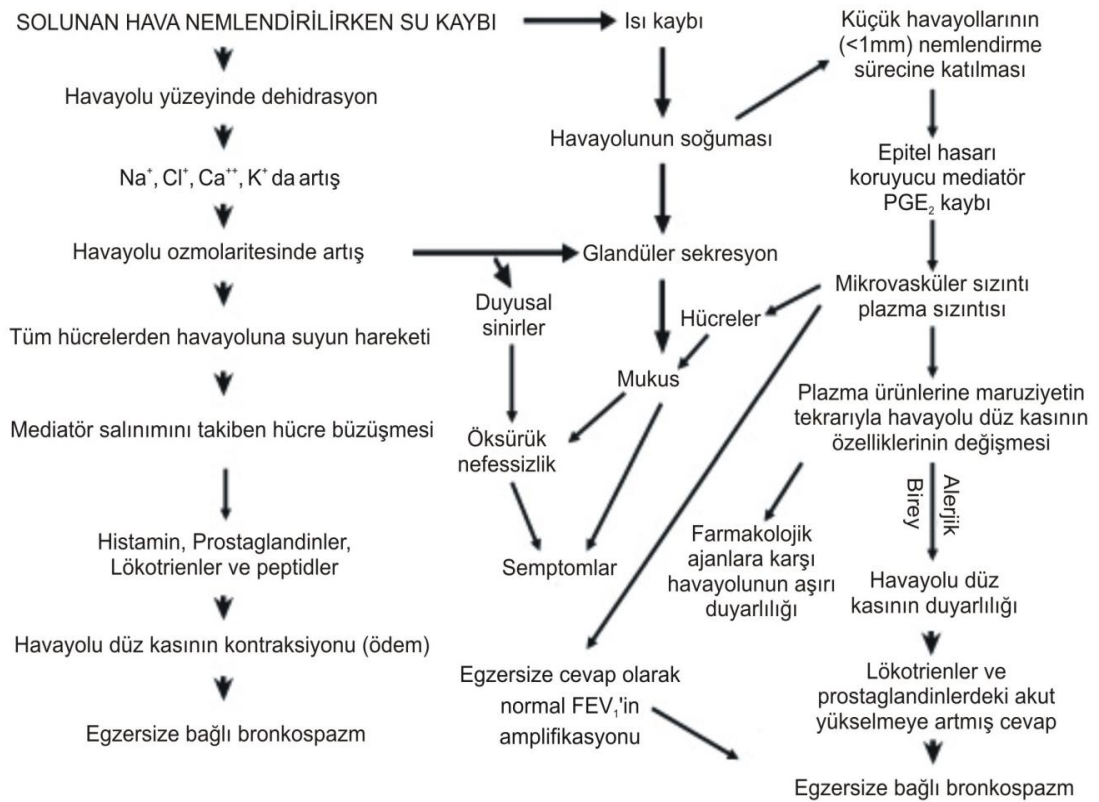 SOLUNAN HAVA NEMLENDİRİLİRKEN SU KAYBI
Havayolu yüzeyinde dehidrasyon
Na⁺, Cl⁺, Ca⁺⁺, K⁺ da artış
Havayolu ozmolaritesinde artış
Tüm hücrelerden havayoluna suyun hareketi
Mediatör salınımını takiben hücre büzüşmesi
Histamin, Prostaglandinler,
Lökotrienler ve peptidler
Havayolu düz kasının kontraksiyonu (ödem)
Egzersize bağlı bronkospazm
Isı kaybı
Havayolunun soğuması
Glandüler sekresyon
Duyusal
sinirler
Hücreler
Mukus
Öksürük
nefessizlik
Semptomlar
Egzersize cevap olarak
normal FEV₁'in
amplifikasyonu
Küçük havayollarının
(<1mm) nemlendirme
sürecine katılması
Epitel hasarı
koruyucu mediatör
PGE₂ kaybı
Mikrovasküler sızıntı
plazma sızıntısı
Plazma ürünlerine maruziyetin
tekrarıyla havayolu düz kasının
özelliklerinin değişmesi
Alerjik
Birey
Farmakolojik
ajanlara karşı
havayolunun aşırı
duyarlılığı
Havayolu düz
kasının duyarlılığı
Lökotrienler ve
prostaglandinlerdeki akut
yükselmeye artmış cevap
Egzersize bağlı bronkospazm